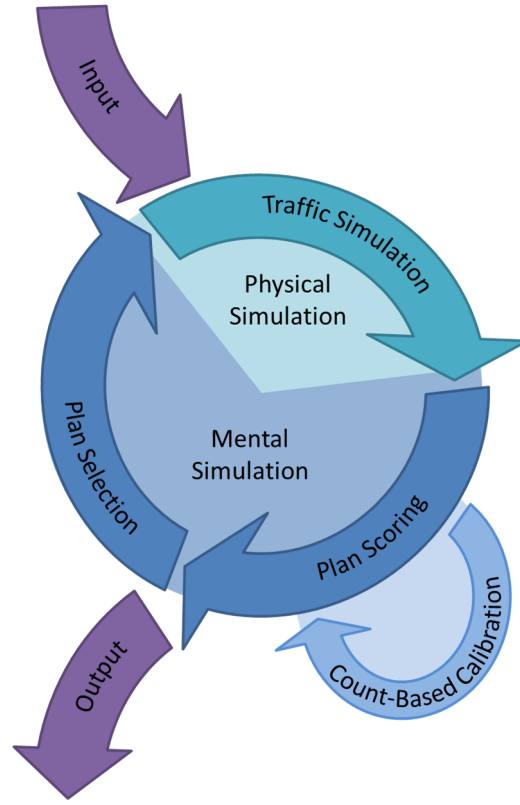 Input
Traffic Simulation
Physical
Simulation
Mental
Simulation
Plan Selection
Plan Scoring
Count-Based Calibration
Output